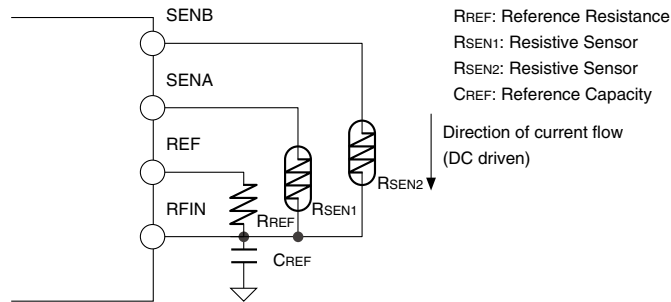 SENB
SENA
REF
RFIN
RREF
RSEN1
RSEN2
CREF
RREF: Reference Resistance
RSEN1: Resistive Sensor
RSEN2: Resistive Sensor
CREF: Reference Capacity
Direction of current flow
(DC driven)